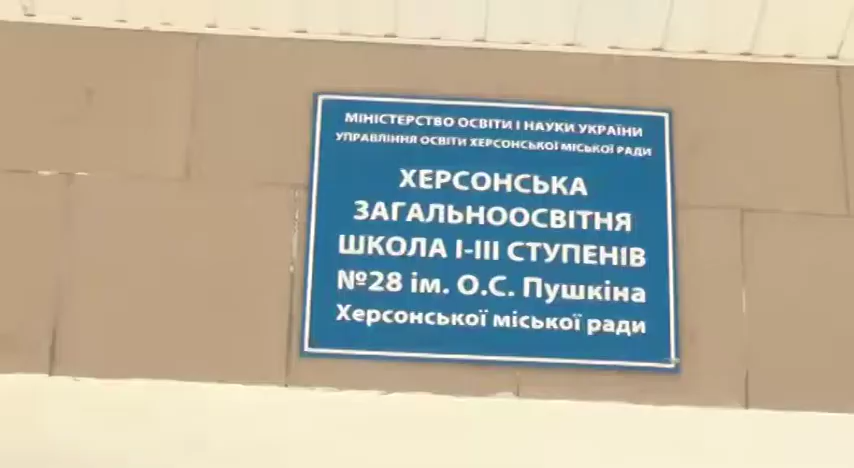 МІНІСТЕРСТВО ОСВІТИ І НАУКИ УКРАЇНИ
УПРАВЛІННЯ ОСВІТИ ХЕРСОНСЬКОЇ МІСЬКОЇ РАДИ
ХЕРСОНСЬКА
ЗАГАЛЬНООСВІТНЯ
ШКОЛА І-ІІІ СТУПЕНІВ
№28 ім. О.С. Пушкіна
Херсонської міської ради